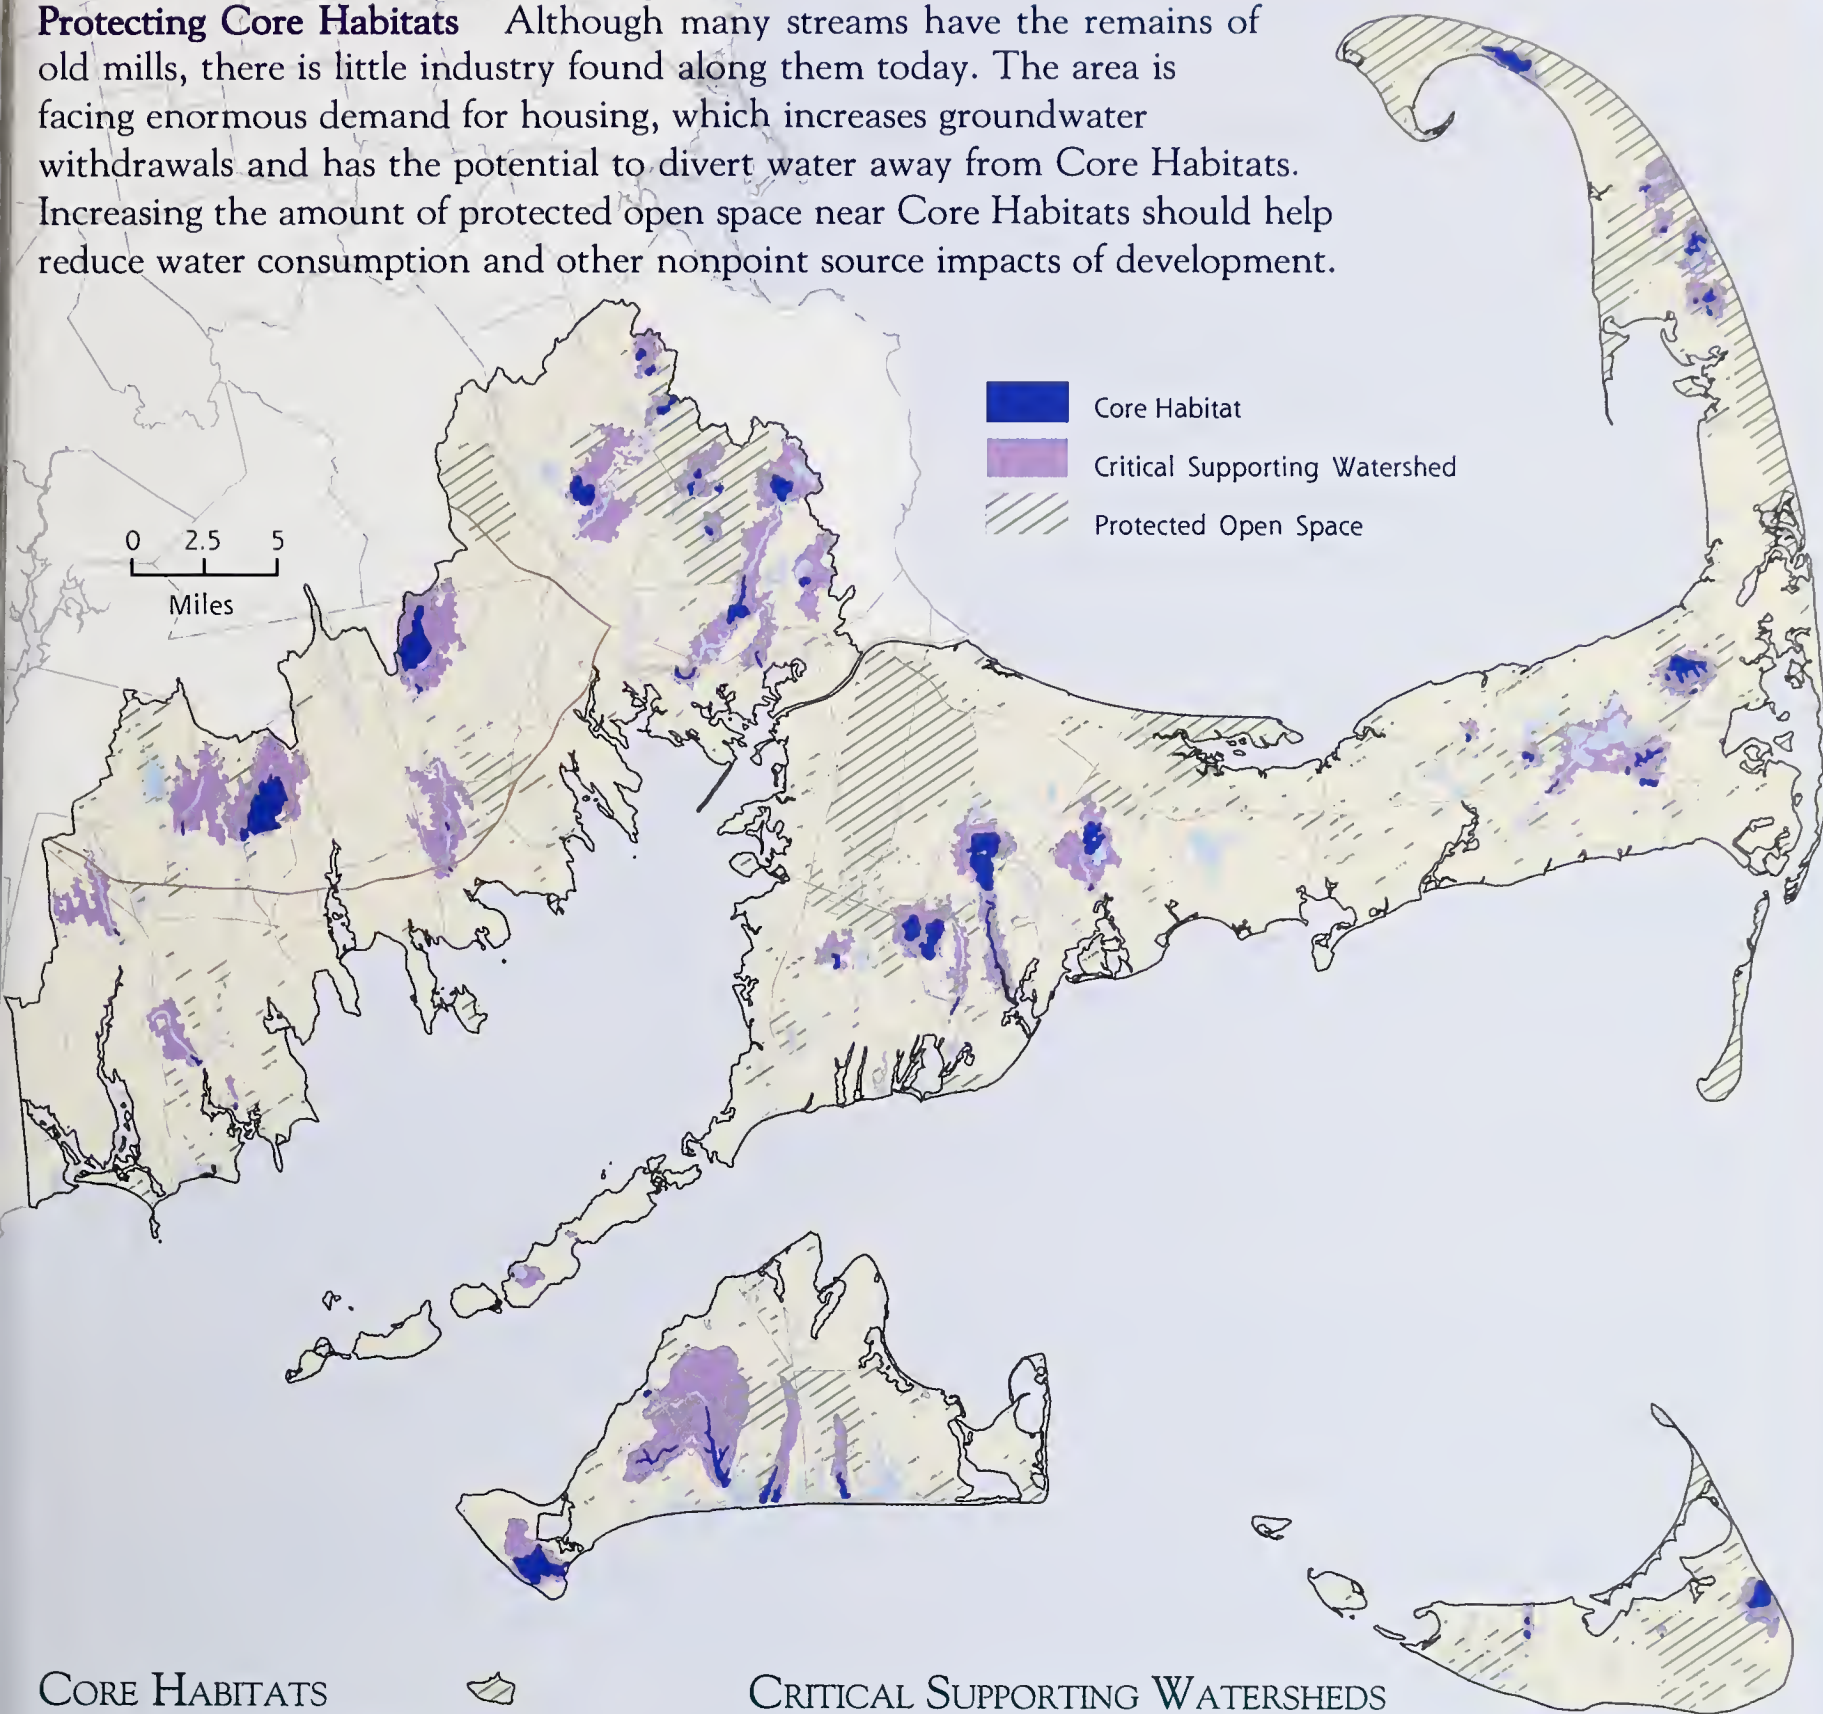 Protecting Core Habitats Although many streams have the remains of
old mills, there is little industry found along them today. The area is
facing enormous demand for housing, which increases groundwater
withdrawals and has the potential to divert water away from Core Habitats.
Increasing the amount of protected open space near Core Habitats should help
reduce water consumption and other nonpoint source impacts of development.
Core Habitat
Critical Supporting Watershed
Protected Open Space
0 2.5 5
Miles
CORE HABITATS
CRITICAL SUPPORTING WATERSHEDS